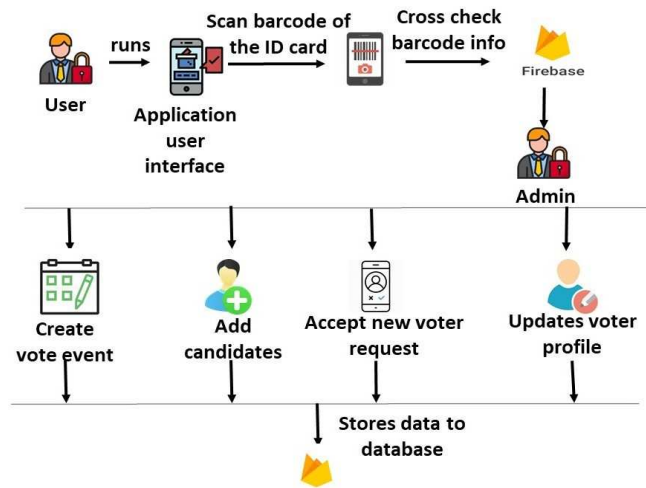 runs
Scan barcode of
the ID card
Cross check
barcode info
User
Application
user
interface
Firebase
Admin
Create
vote event
Add
candidates
Accept new voter
request
Updates voter
profile
Stores data to
database